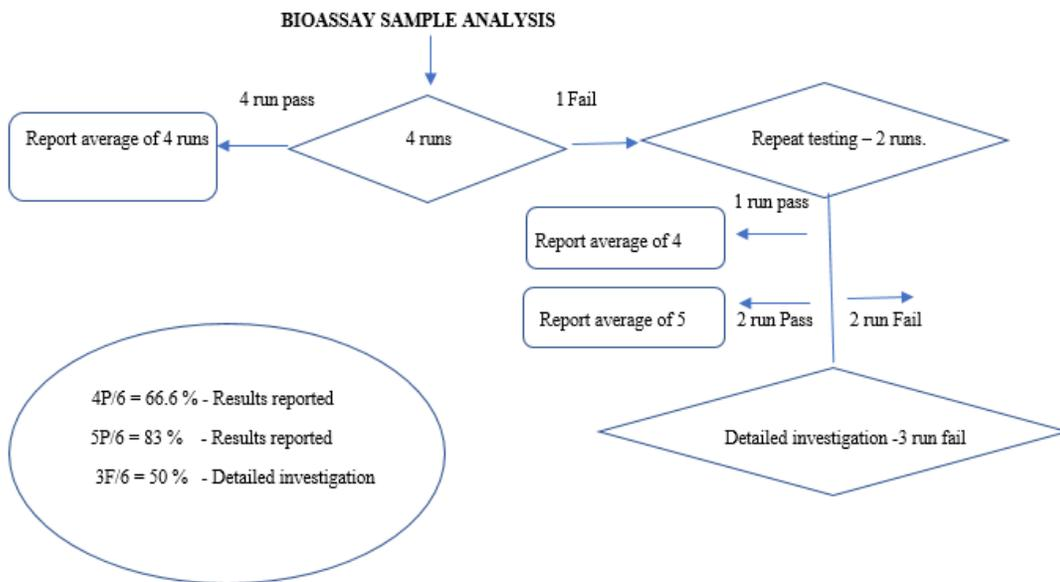 BIOASSAY SAMPLE ANALYSIS
4 run pass
1 Fail
Report average of 4 runs
4 runs
Repeat testing – 2 runs.
1 run pass
Report average of 4
Report average of 5
2 run Pass
2 run Fail
4P/6 = 66.6 % - Results reported
5P/6 = 83 % - Results reported
3F/6 = 50 % - Detailed investigation
Detailed investigation -3 run fail